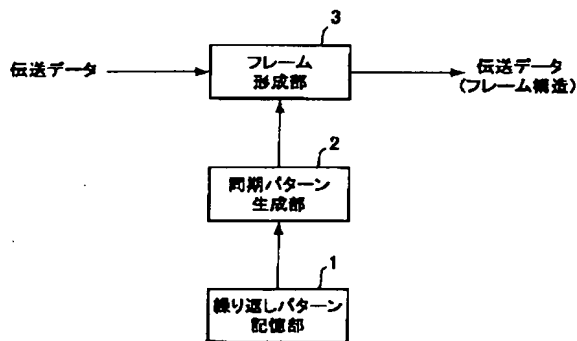 3
伝送データ
フレーム
形成部
伝送データ
(フレーム構造)
2
同期パターン
生成部
1
繰り返しパターン
記憶部